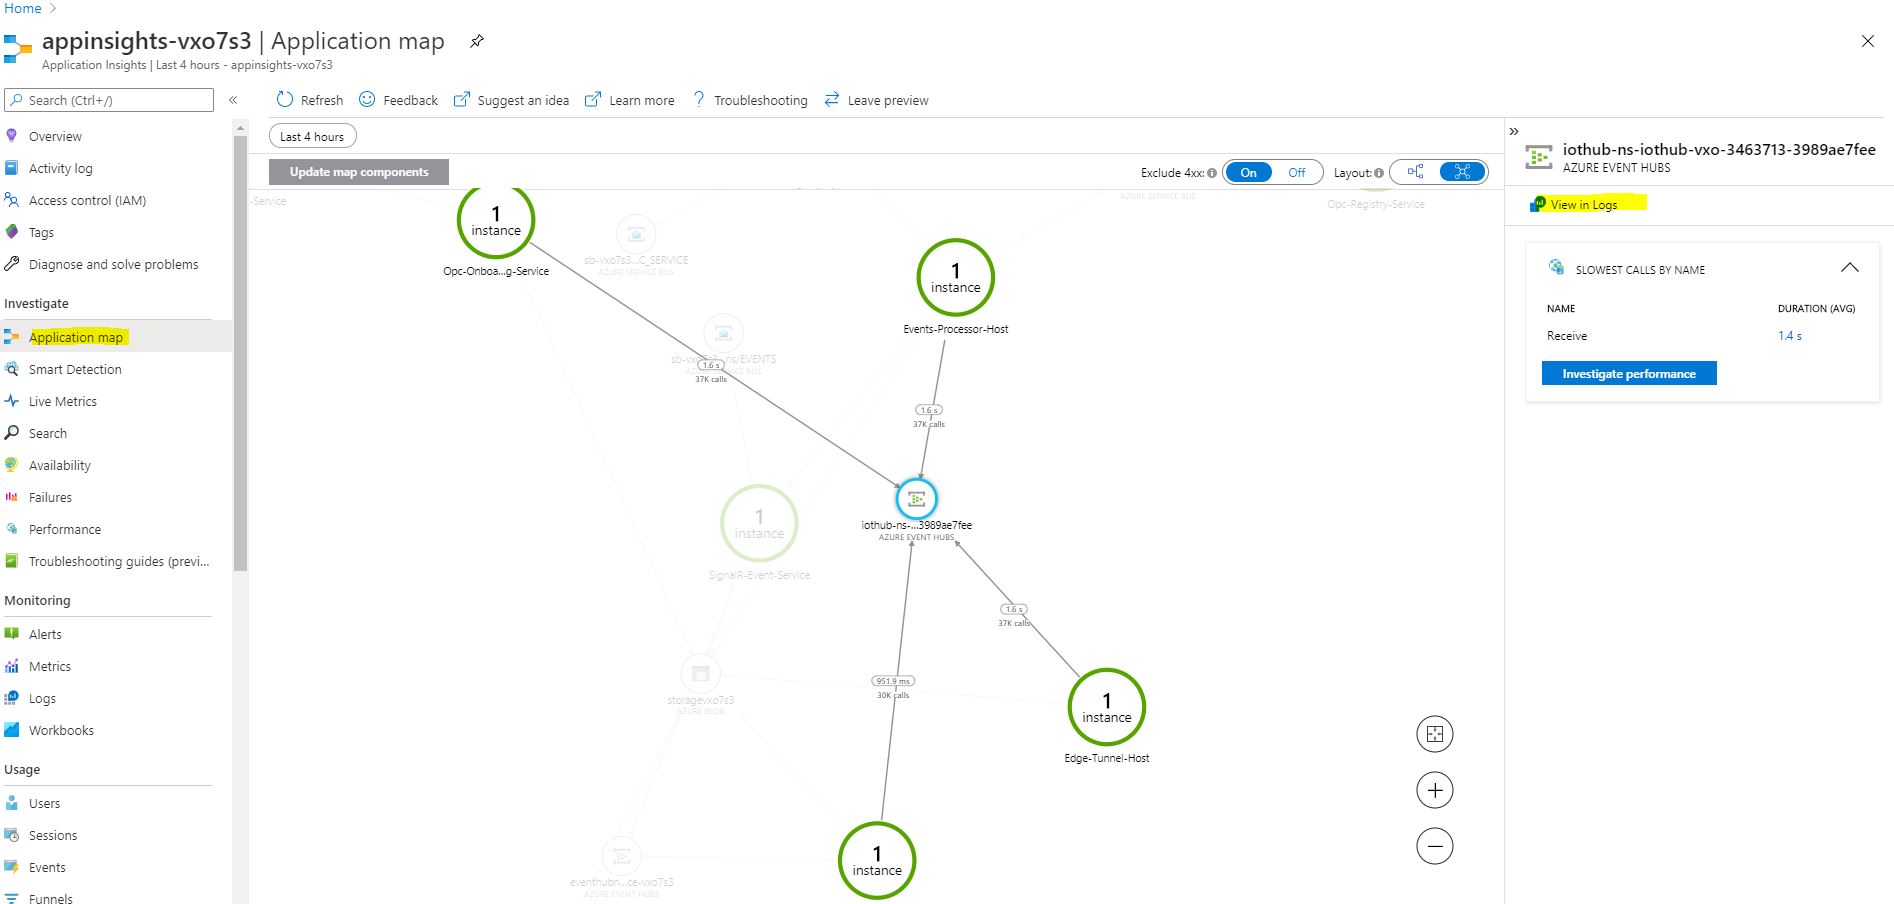 Home
appinsights-vxo7s3 | Application map
Application Insights | Last 4 hours - appinsights-vxo7s3
Search (Ctrl+/)
«
Overview
Activity log
Access control (IAM)
Tags
Diagnose and solve problems
Investigate
Application map
Smart Detection
Live Metrics
Search
Availability
Failures
Performance
Troubleshooting guides (previ...
Monitoring
Alerts
Metrics
Logs
Workbooks
Usage
Users
Sessions
Events
Funnels
Refresh
Feedback
Suggest an idea
Learn more
? Troubleshooting
Leave preview
Last 4 hours
Update map components
Exclude 4xx:
On
Off
Layout:
-Service
1
instance
Opc-Onboa...g-Service
sb-vxo7s3...C_SERVICE
AZURE SERVICE BUS
AZURE SERVICE BUS
Opc-Registry-Service
1
instance
Events-Processor-Host
sb-vxo7s3...ns/EVENTS
AZURE SERVICE BUS
1.6 s
37K calls
1.6 s
37K calls
iothub-ns-...3989ae7fee
AZURE EVENT HUBS
1
instance
SignalR-Event-Service
1.6 s
37K calls
storagevxo7s3
AZURE BLOB
951.9 ms
30K calls
1
instance
Edge-Tunnel-Host
1
instance
eventhubn...ce-vxo7s3
AZURE EVENT HUBS
»
iothub-ns-iothub-vxo-3463713-3989ae7fee
AZURE EVENT HUBS
View in Logs
SLOWEST CALLS BY NAME
NAME
DURATION (AVG)
Receive
1.4 s
Investigate performance